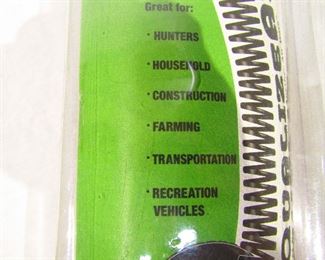 Great for:
· HUNTERS
· HOUSEHOLD
· CONSTRUCTION
· FARMING
· TRANSPORTATION
· RECREATION
VEHICLES